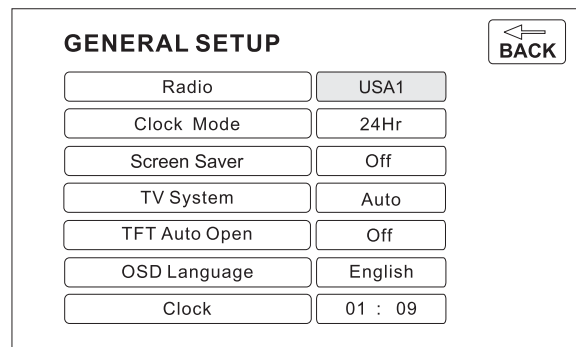 GENERAL SETUP
BACK
Radio USA1
Clock Mode 24Hr
Screen Saver Off
TV System Auto
TFT Auto Open Off
OSD Language English
Clock 01 : 09